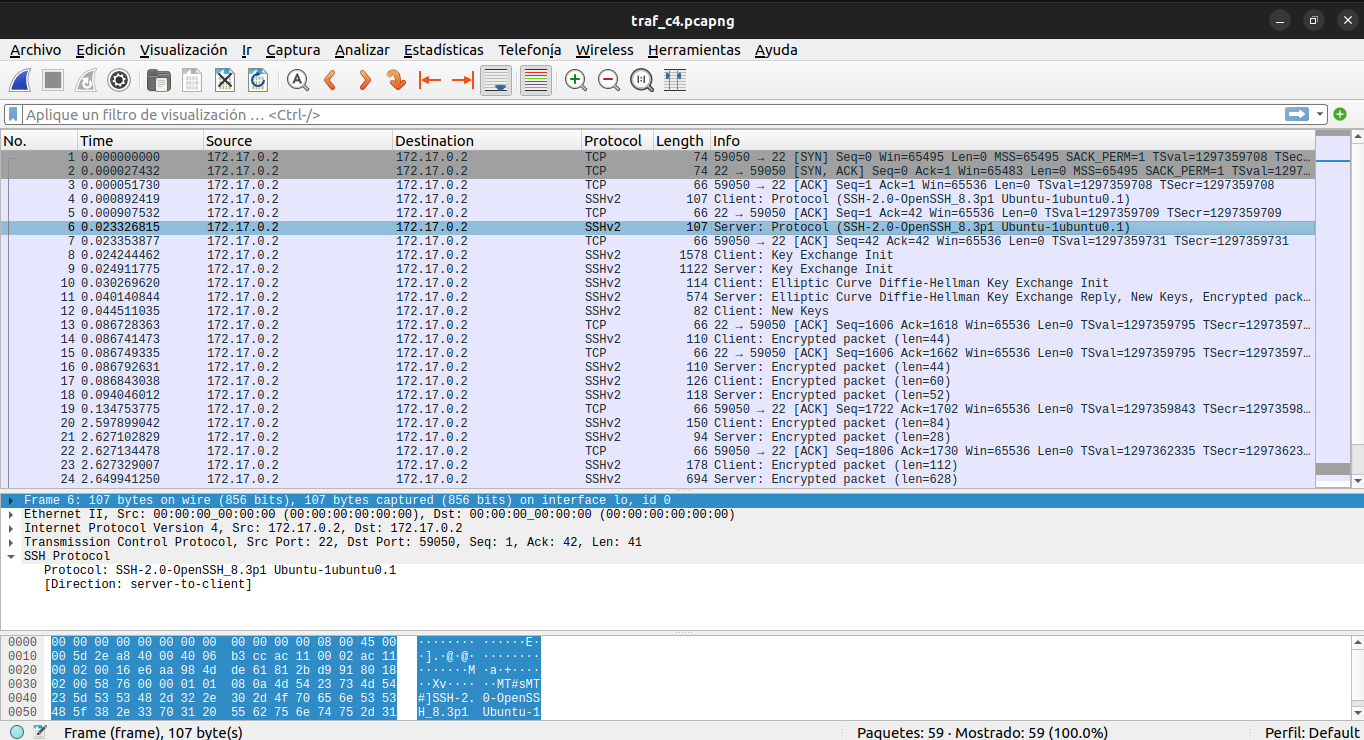 traf_c4.pcapng
Archivo Edición Visualización Ir Captura Analizar Estadísticas Telefonía Wireless Herramientas Ayuda
Aplique un filtro de visualización … <Ctrl-/>
No. Time Source Destination Protocol Length Info
1 0.000000000 172.17.0.2 172.17.0.2 TCP 74 59050 → 22 [SYN] Seq=0 Win=65495 Len=0 MSS=65495 SACK_PERM=1 TSval=1297359708 TSec…
2 0.000027432 172.17.0.2 172.17.0.2 TCP 74 22 → 59050 [SYN, ACK] Seq=0 Ack=1 Win=65483 Len=0 MSS=65495 SACK_PERM=1 TSval=1297…
3 0.000051730 172.17.0.2 172.17.0.2 TCP 66 59050 → 22 [ACK] Seq=1 Ack=1 Win=65536 Len=0 TSval=1297359708 TSecr=1297359708
4 0.000892419 172.17.0.2 172.17.0.2 SSHv2 107 Client: Protocol (SSH-2.0-OpenSSH_8.3p1 Ubuntu-1ubuntu0.1)
5 0.000907532 172.17.0.2 172.17.0.2 TCP 66 22 → 59050 [ACK] Seq=1 Ack=42 Win=65536 Len=0 TSval=1297359709 TSecr=1297359709
6 0.023326815 172.17.0.2 172.17.0.2 SSHv2 107 Server: Protocol (SSH-2.0-OpenSSH_8.3p1 Ubuntu-1ubuntu0.1)
7 0.023353877 172.17.0.2 172.17.0.2 TCP 66 59050 → 22 [ACK] Seq=42 Ack=42 Win=65536 Len=0 TSval=1297359731 TSecr=1297359731
8 0.024244462 172.17.0.2 172.17.0.2 SSHv2 1578 Client: Key Exchange Init
9 0.024911775 172.17.0.2 172.17.0.2 SSHv2 1122 Server: Key Exchange Init
10 0.030269620 172.17.0.2 172.17.0.2 SSHv2 114 Client: Elliptic Curve Diffie-Hellman Key Exchange Init
11 0.040140844 172.17.0.2 172.17.0.2 SSHv2 574 Server: Elliptic Curve Diffie-Hellman Key Exchange Reply, New Keys, Encrypted pack…
12 0.044511035 172.17.0.2 172.17.0.2 SSHv2 82 Client: New Keys
13 0.086728363 172.17.0.2 172.17.0.2 TCP 66 22 → 59050 [ACK] Seq=1606 Ack=1618 Win=65536 Len=0 TSval=1297359795 TSecr=12973597…
14 0.086741473 172.17.0.2 172.17.0.2 SSHv2 110 Client: Encrypted packet (len=44)
15 0.086749335 172.17.0.2 172.17.0.2 TCP 66 22 → 59050 [ACK] Seq=1606 Ack=1662 Win=65536 Len=0 TSval=1297359795 TSecr=12973597…
16 0.086792631 172.17.0.2 172.17.0.2 SSHv2 110 Server: Encrypted packet (len=44)
17 0.086843038 172.17.0.2 172.17.0.2 SSHv2 126 Client: Encrypted packet (len=60)
18 0.094046012 172.17.0.2 172.17.0.2 SSHv2 118 Server: Encrypted packet (len=52)
19 0.134753775 172.17.0.2 172.17.0.2 TCP 66 59050 → 22 [ACK] Seq=1722 Ack=1702 Win=65536 Len=0 TSval=1297359843 TSecr=12973598…
20 2.597899042 172.17.0.2 172.17.0.2 SSHv2 150 Client: Encrypted packet (len=84)
21 2.627102829 172.17.0.2 172.17.0.2 SSHv2 94 Server: Encrypted packet (len=28)
22 2.627134478 172.17.0.2 172.17.0.2 TCP 66 59050 → 22 [ACK] Seq=1806 Ack=1730 Win=65536 Len=0 TSval=1297362335 TSecr=12973623…
23 2.627329007 172.17.0.2 172.17.0.2 SSHv2 178 Client: Encrypted packet (len=112)
24 2.649941250 172.17.0.2 172.17.0.2 SSHv2 694 Server: Encrypted packet (len=628)
Frame 6: 107 bytes on wire (856 bits), 107 bytes captured (856 bits) on interface lo, id 0
Ethernet II, Src: 00:00:00_00:00:00 (00:00:00:00:00:00), Dst: 00:00:00_00:00:00 (00:00:00:00:00:00)
Internet Protocol Version 4, Src: 172.17.0.2, Dst: 172.17.0.2
Transmission Control Protocol, Src Port: 22, Dst Port: 59050, Seq: 1, Ack: 42, Len: 41
SSH Protocol
Protocol: SSH-2.0-OpenSSH_8.3p1 Ubuntu-1ubuntu0.1
[Direction: server-to-client]
0000 00 00 00 00 00 00 00 00 00 00 00 00 08 00 45 00 ········ ······E·
0010 00 5d 2e a8 40 00 40 06 b3 cc ac 11 00 02 ac 11 ·].·@·@· ········
0020 00 02 00 16 e6 aa 98 4d de 61 81 2b d9 91 80 18 ·······M ·a·+····
0030 02 00 58 76 00 00 01 01 08 0a 4d 54 23 73 4d 54 ··Xv···· ··MT#sMT
0040 23 5d 53 53 48 2d 32 2e 30 2d 4f 70 65 6e 53 53 #]SSH-2. 0-OpenSS
0050 48 5f 38 2e 33 70 31 20 55 62 75 6e 74 75 2d 31 H_8.3p1 Ubuntu-1
Frame (frame), 107 byte(s) Paquetes: 59 · Mostrado: 59 (100.0%) Perfil: Default